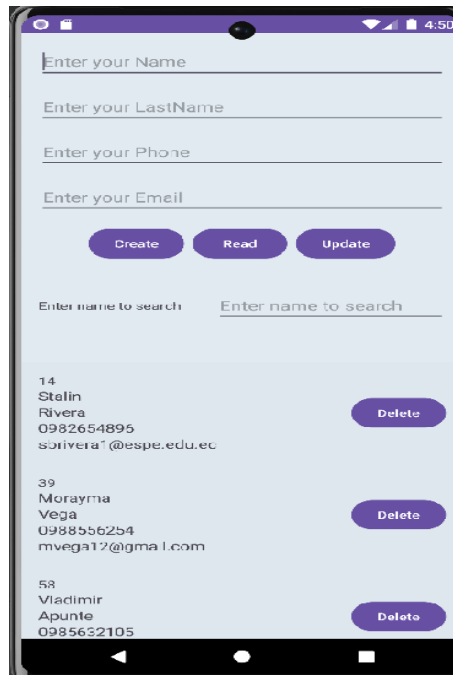 4:50
Enter your Name
Enter your LastName
Enter your Phone
Enter your Email
Create Read Update
Enter name to search Enter name to search
14
Stalin
Rivera
0982654896
sbrivera1@espe.edu.ec
Delete
39
Morayma
Vega
0988556254
mvega12@gmail.com
Delete
58
Vladimir
Apunte
0985632105
Delete